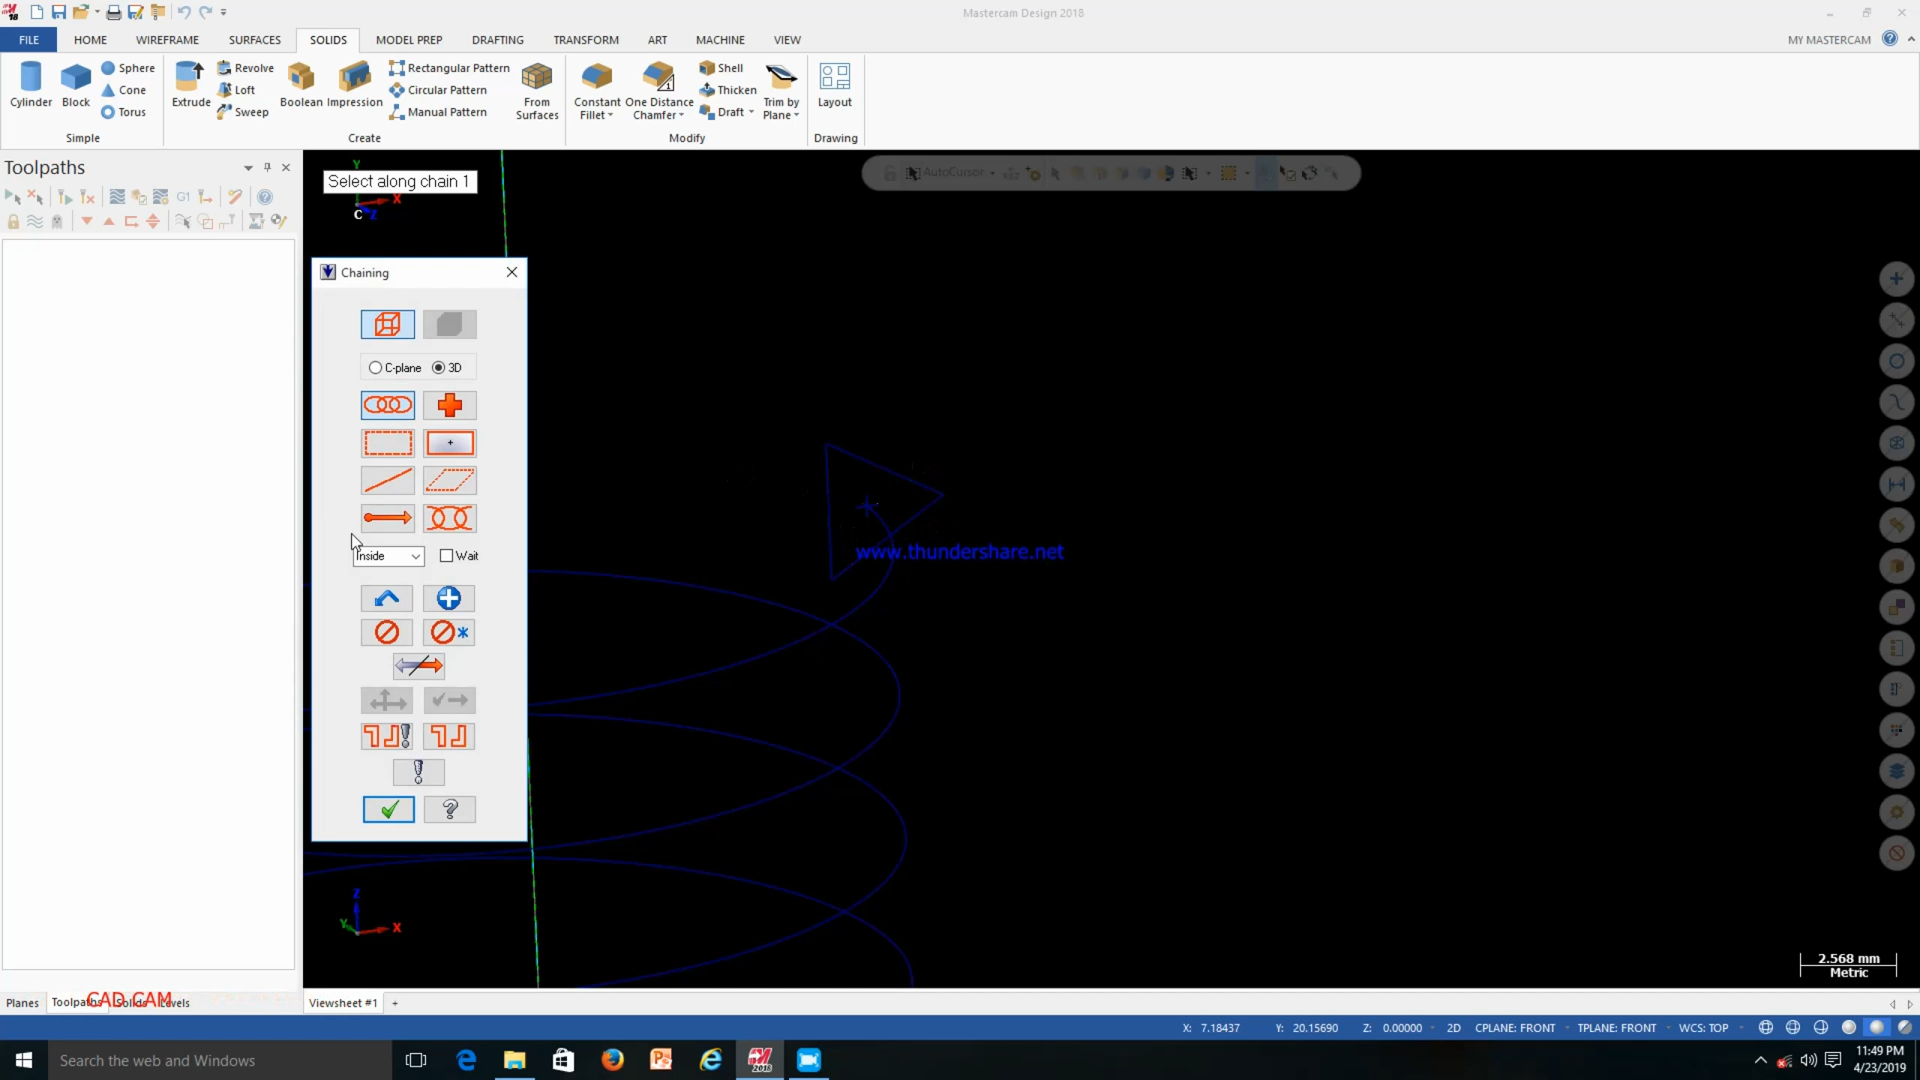 18
Mastercam Design 2018
FILE HOME WIREFRAME SURFACES SOLIDS MODEL PREP DRAFTING TRANSFORM ART MACHINE VIEW MY MASTERCAM
Cylinder Block Sphere Cone Torus
Simple
Extrude Revolve Loft Sweep Boolean Impression Rectangular Pattern Circular Pattern Manual Pattern From Surfaces
Create
Constant Fillet One Distance Chamfer Shell Thicken Draft Trim by Plane
Modify
Layout
Drawing
Toolpaths
G1
Y
Select along chain 1
X
C Z
AutoCursor
Chaining
C-plane 3D
Inside Wait
www.thundershare.net
Z
Y X
2.568 mm
Metric
Planes Toolpaths Solids Levels
CAD CAM
Viewsheet #1 +
X: 7.18437 Y: 20.15690 Z: 0.00000 2D CPLANE: FRONT TPLANE: FRONT WCS: TOP
Search the web and Windows
2018
11:49 PM
4/23/2019